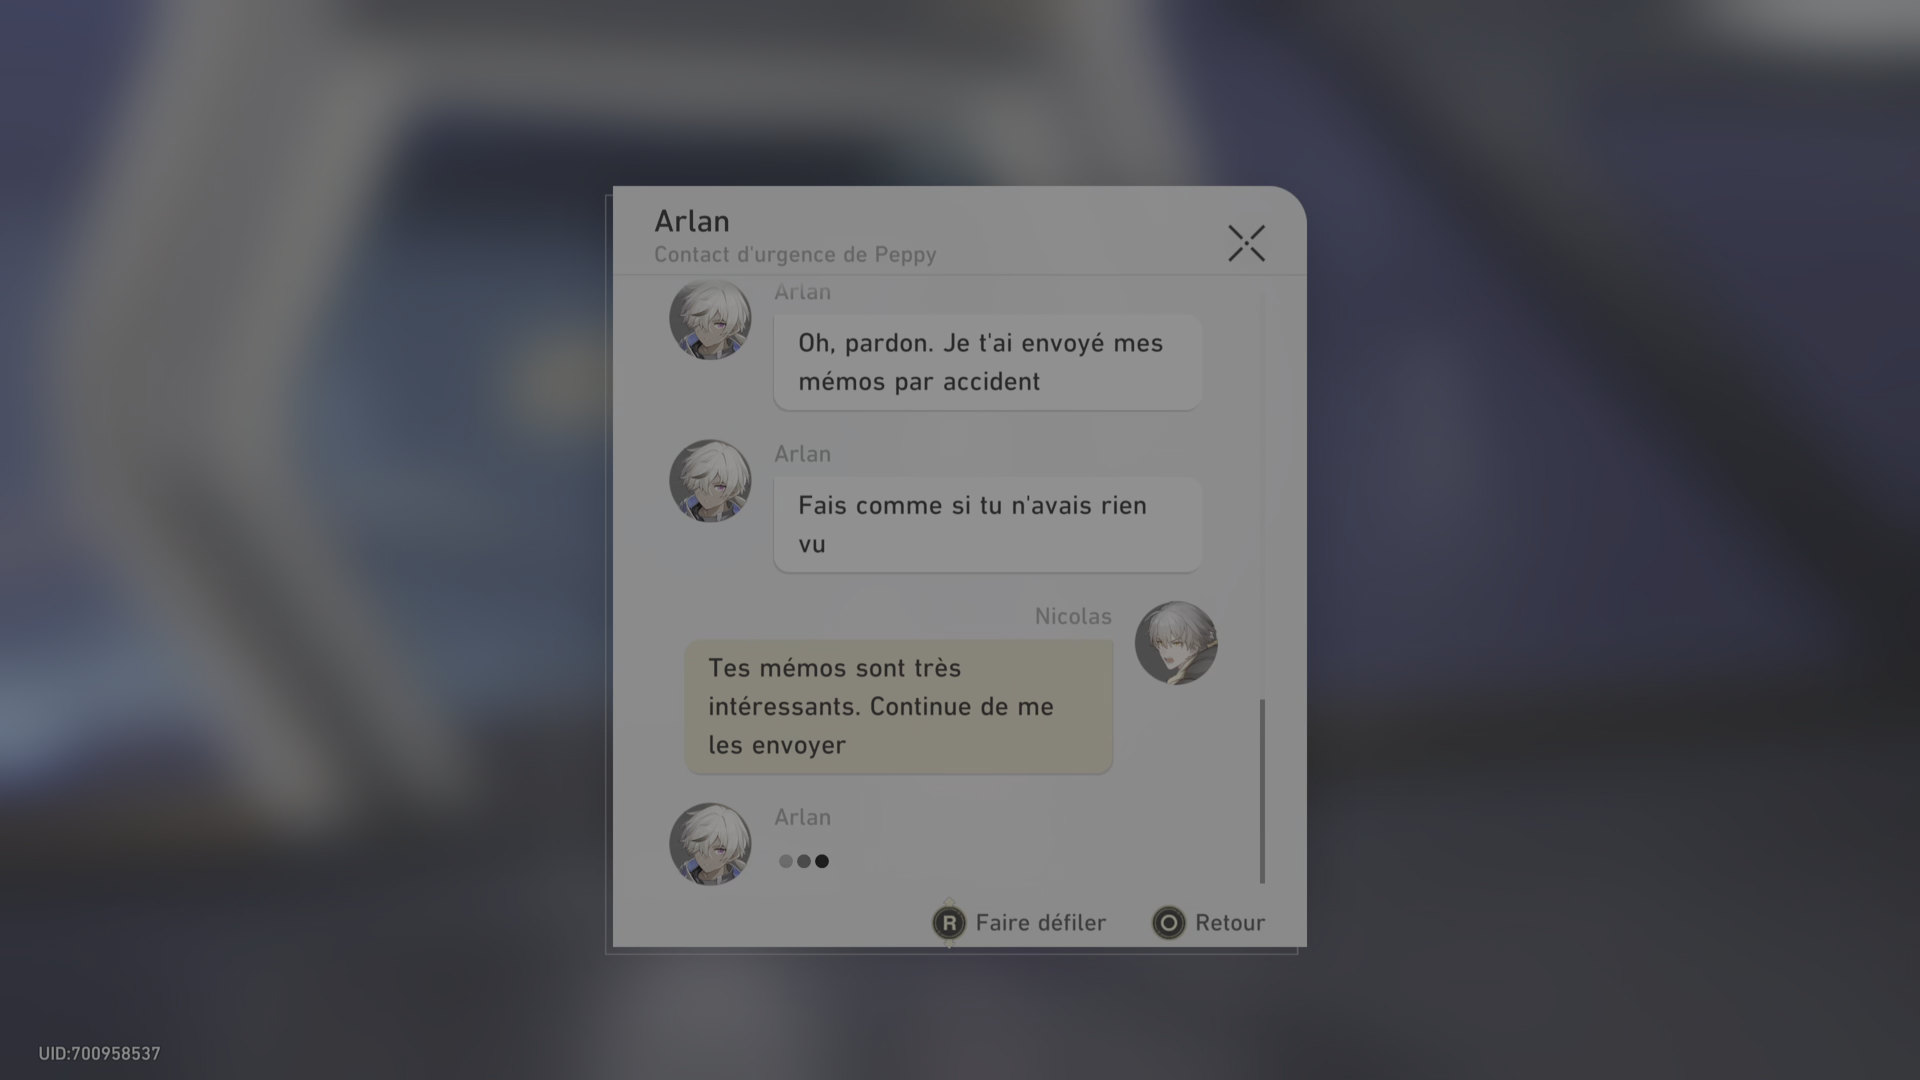 Arlan
Contact d'urgence de Peppy
Arlan
Oh, pardon. Je t'ai envoyé mes
mémos par accident
Arlan
Fais comme si tu n'avais rien
vu
Nicolas
Tes mémos sont très
intéressants. Continue de me
les envoyer
Arlan
R Faire défiler
Retour
UID:700958537